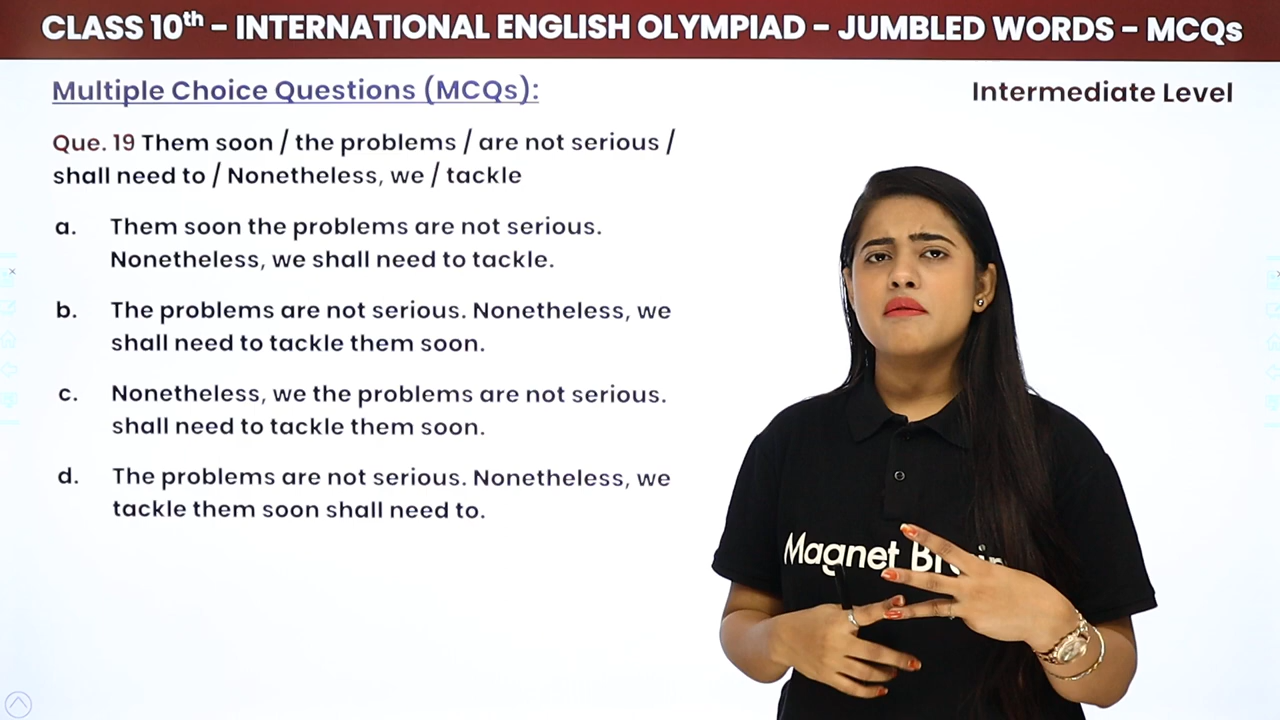 CLASS 10th – INTERNATIONAL ENGLISH OLYMPIAD – JUMBLED WORDS – MCQs
Multiple Choice Questions (MCQs):
Intermediate Level
Que. 19 Them soon / the problems / are not serious /
shall need to / Nonetheless, we / tackle
a. Them soon the problems are not serious.
Nonetheless, we shall need to tackle.
b. The problems are not serious. Nonetheless, we
shall need to tackle them soon.
c. Nonetheless, we the problems are not serious.
shall need to tackle them soon.
d. The problems are not serious. Nonetheless, we
tackle them soon shall need to.
Magnet